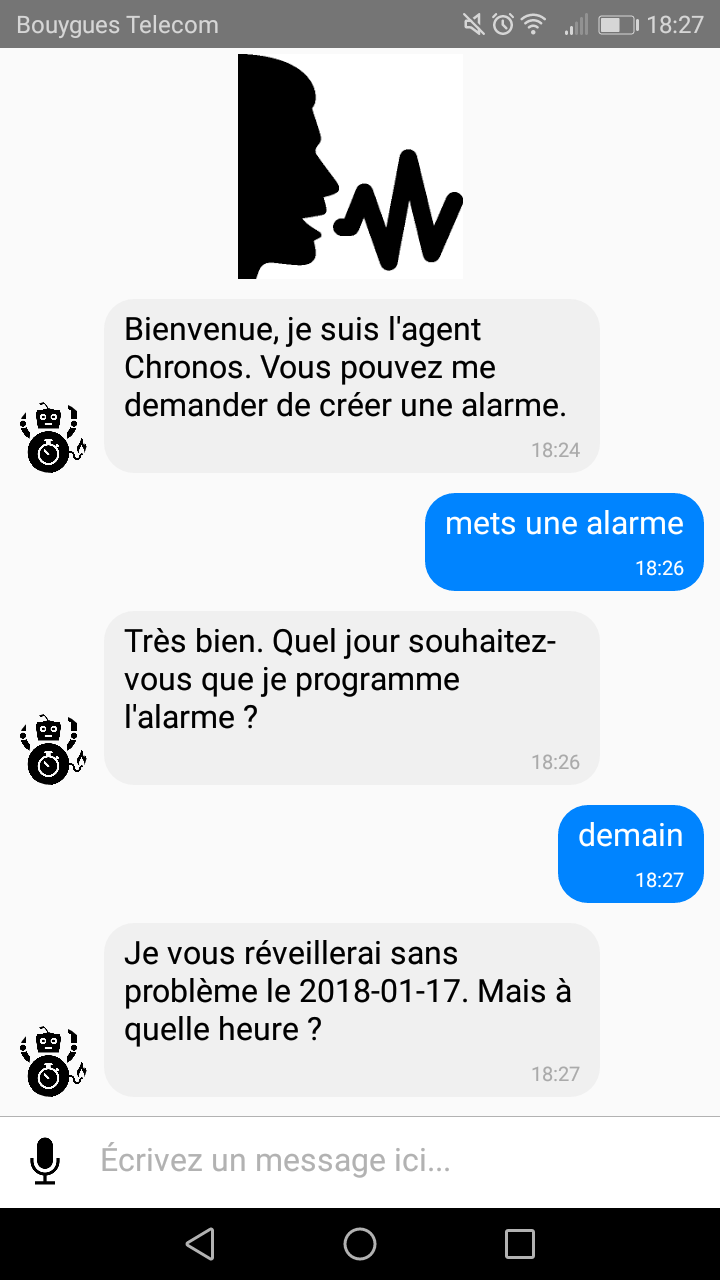 Bouygues Telecom 18:27
Bienvenue, je suis l'agent
Chronos. Vous pouvez me
demander de créer une alarme.
18:24
mets une alarme
18:26
Très bien. Quel jour souhaitez-
vous que je programme
l'alarme ?
18:26
demain
18:27
Je vous réveillerai sans
problème le 2018-01-17. Mais à
quelle heure ?
18:27
Écrivez un message ici...